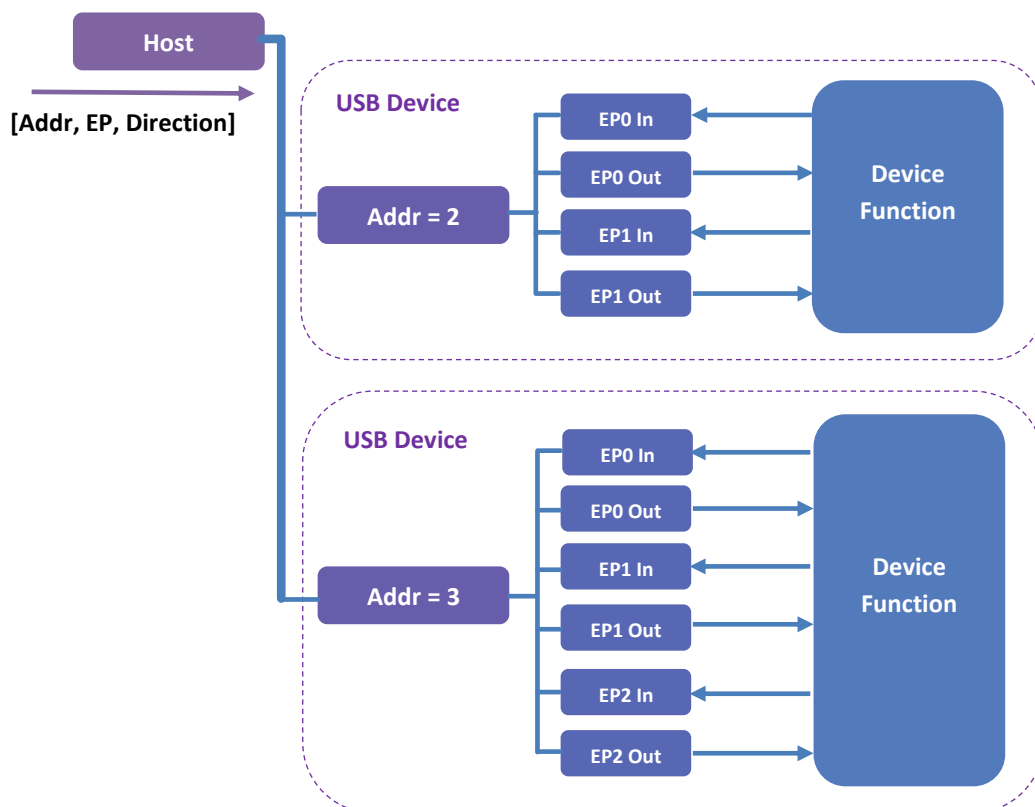 Host
[Addr, EP, Direction]
USB Device
Addr = 2
EP0 In
EP0 Out
EP1 In
EP1 Out
Device
Function
USB Device
Addr = 3
EP0 In
EP0 Out
EP1 In
EP1 Out
EP2 In
EP2 Out
Device
Function